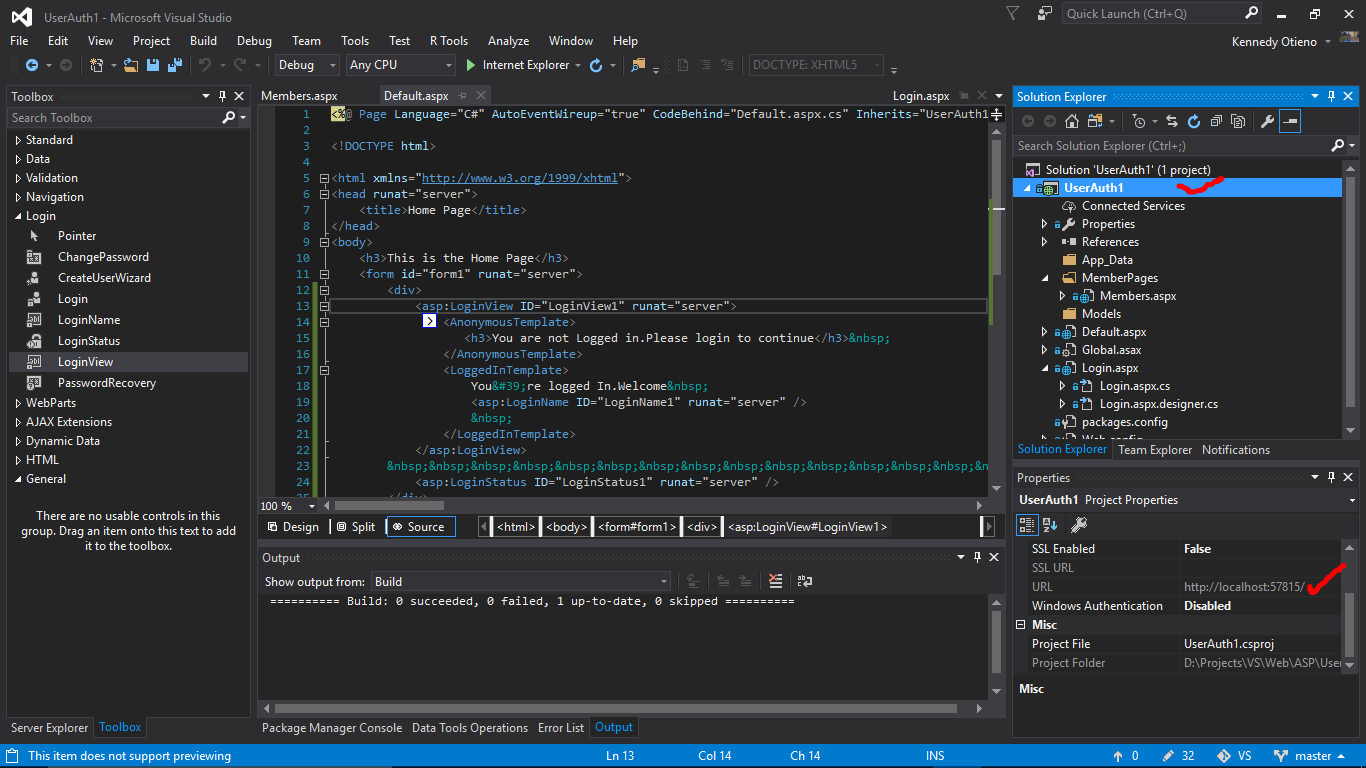 UserAuth1 - Microsoft Visual Studio
Quick Launch (Ctrl+Q)
File Edit View Project Build Debug Team Tools Test R Tools Analyze Window Help
Kennedy Otieno
Debug Any CPU Internet Explorer DOCTYPE: XHTML5
Toolbox
Search Toolbox
Standard
Data
Validation
Navigation
Login
Pointer
ChangePassword
CreateUserWizard
Login
LoginName
LoginStatus
LoginView
PasswordRecovery
WebParts
AJAX Extensions
Dynamic Data
HTML
General
There are no usable controls in this
group. Drag an item onto this text to add
it to the toolbox.
Server Explorer Toolbox
Members.aspx Default.aspx Login.aspx
1 <%@ Page Language="C#" AutoEventWireup="true" CodeBehind="Default.aspx.cs" Inherits="UserAuth1
2
3 <!DOCTYPE html>
4
5 <html xmlns="http://www.w3.org/1999/xhtml">
6 <head runat="server">
7 <title>Home Page</title>
8 </head>
9 <body>
10 <h3>This is the Home Page</h3>
11 <form id="form1" runat="server">
12 <div>
13 <asp:LoginView ID="LoginView1" runat="server">
14 <AnonymousTemplate>
15 <h3>You are not Logged in.Please login to continue</h3>&nbsp;
16 </AnonymousTemplate>
17 <LoggedInTemplate>
18 You&#39;re logged In.Welcome&nbsp;
19 <asp:LoginName ID="LoginName1" runat="server" />
20 &nbsp;
21 </LoggedInTemplate>
22 </asp:LoginView>
23 &nbsp;&nbsp;&nbsp;&nbsp;&nbsp;&nbsp;&nbsp;&nbsp;&nbsp;&nbsp;&nbsp;&nbsp;&nbsp;&nbsp;&n
24 <asp:LoginStatus ID="LoginStatus1" runat="server" />
25 </div>
100 %
Design Split Source <html> <body> <form#form1> <div> <asp:LoginView#LoginView1>
Output
Show output from: Build
========== Build: 0 succeeded, 0 failed, 1 up-to-date, 0 skipped ==========
Package Manager Console Data Tools Operations Error List Output
Solution Explorer
Search Solution Explorer (Ctrl+;)
Solution 'UserAuth1' (1 project)
UserAuth1
Connected Services
Properties
References
App_Data
MemberPages
Members.aspx
Models
Default.aspx
Global.asax
Login.aspx
Login.aspx.cs
Login.aspx.designer.cs
packages.config
Web.config
Solution Explorer Team Explorer Notifications
Properties
UserAuth1 Project Properties
SSL Enabled False
SSL URL
URL http://localhost:57815/
Windows Authentication Disabled
Misc
Project File UserAuth1.csproj
Project Folder D:\Projects\VS\Web\ASP\User
Misc
This item does not support previewing Ln 13 Col 14 Ch 14 INS 0 32 VS master